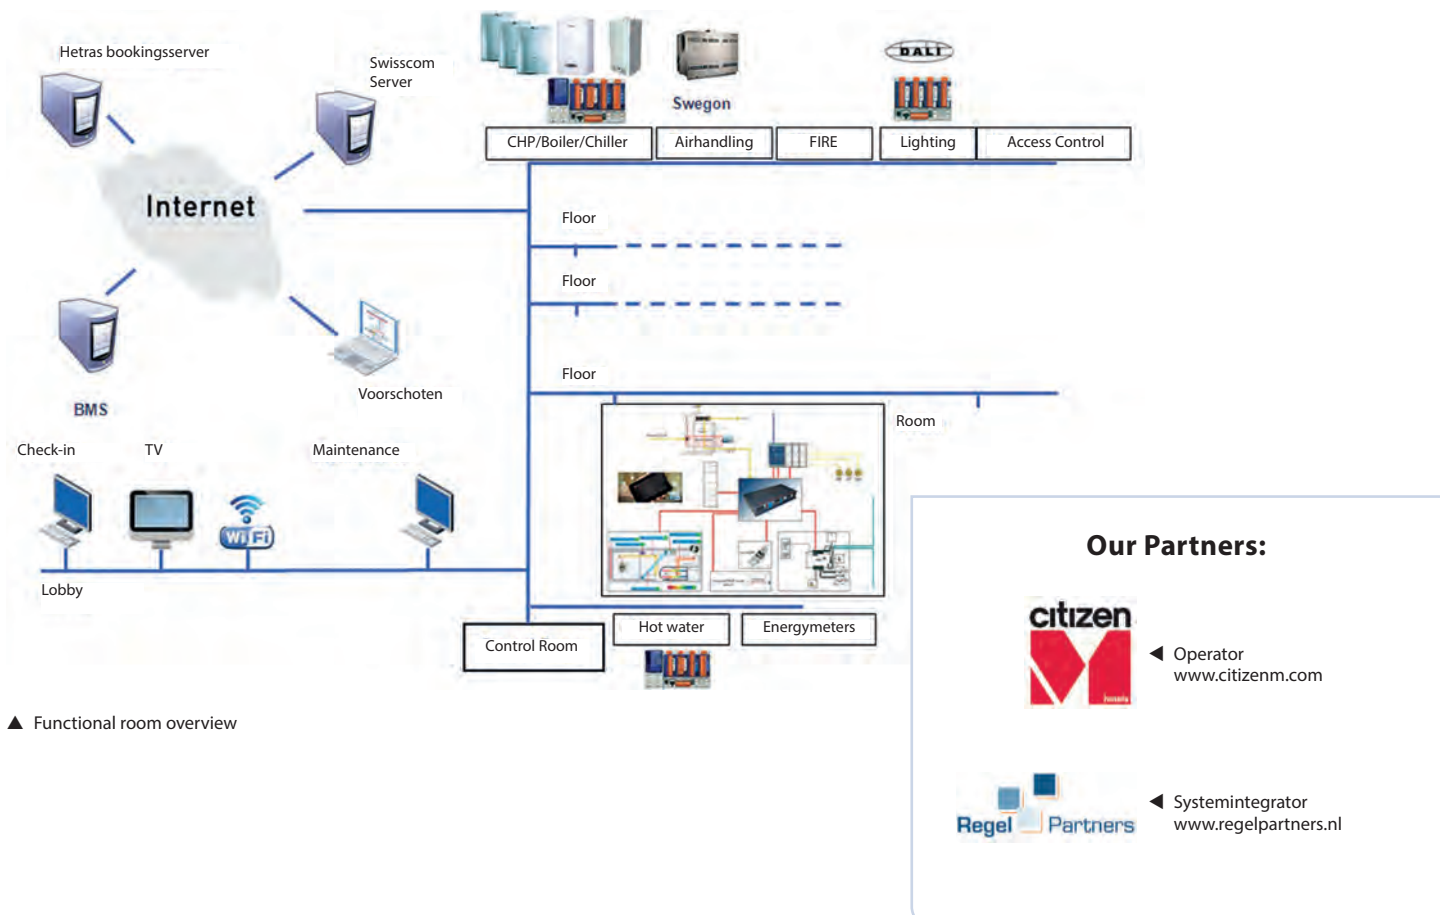 Hetras bookingsserver
Swisscom
Server
DALI
Swegon
CHP/Boiler/Chiller
Airhandling
FIRE
Lighting
Access Control
Internet
Floor
Floor
Floor
BMS
Voorschoten
Room
Check-in
TV
Maintenance
Wi Fi
Lobby
Hot water
Energymeters
Control Room
▲ Functional room overview
Our Partners:
citizen
M
hotels
◀ Operator
www.citizenm.com
Regel Partners
◀ Systemintegrator
www.regelpartners.nl